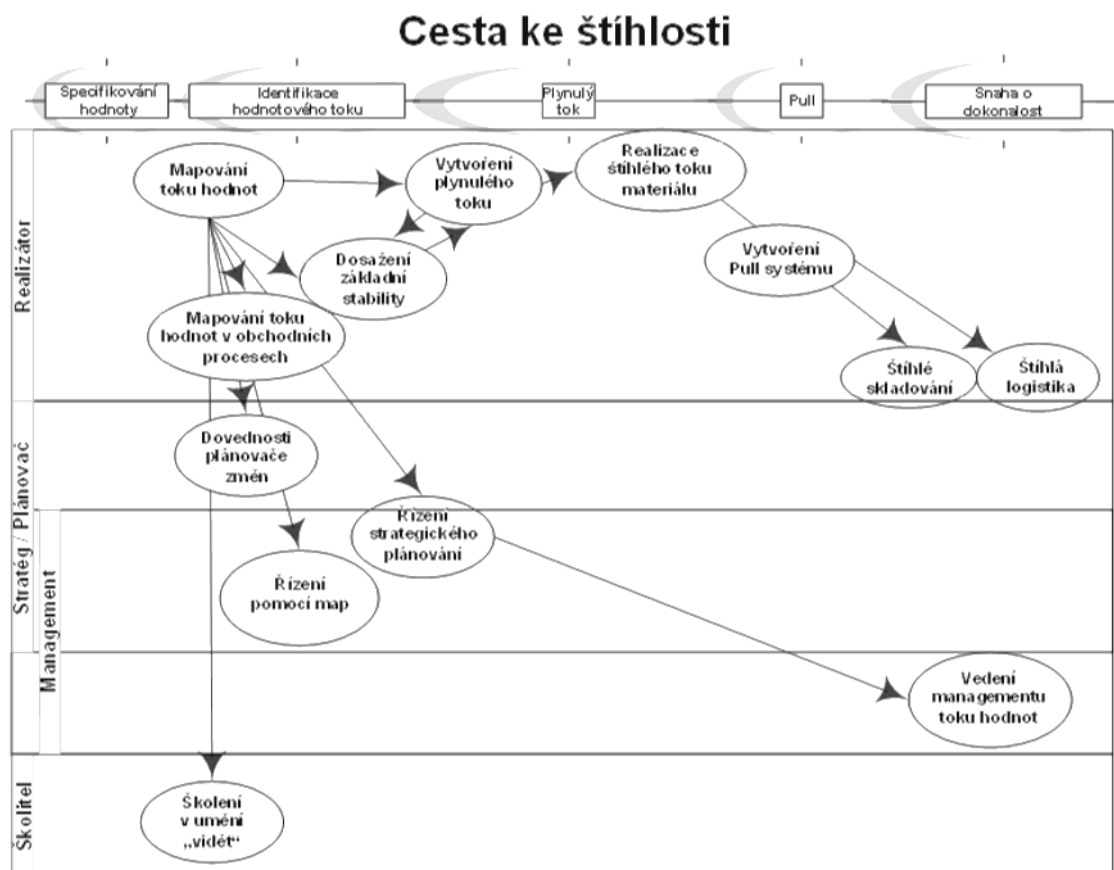 Cesta ke štíhlosti
Specifikování
hodnoty
Identifikace
hodnotového toku
Plynulý
tok
Pull
Snaha o
dokonalost
Realizátor
Mapování
toku hodnot
Vytvoření
plynulého
toku
Realizace
štíhlého toku
materiálu
Dosažení
základní
stability
Vytvoření
Pull systému
Mapování toku
hodnot v obchodních
procesech
Štíhlé
skladování
Štíhlá
logistika
Stratég / Plánovač
Dovednosti
plánovače
změn
Management
Řízení
strategického
plánování
Řízení
pomocí map
Vedení
managementu
toku hodnot
Školitel
Školení
v umění
„vidět“